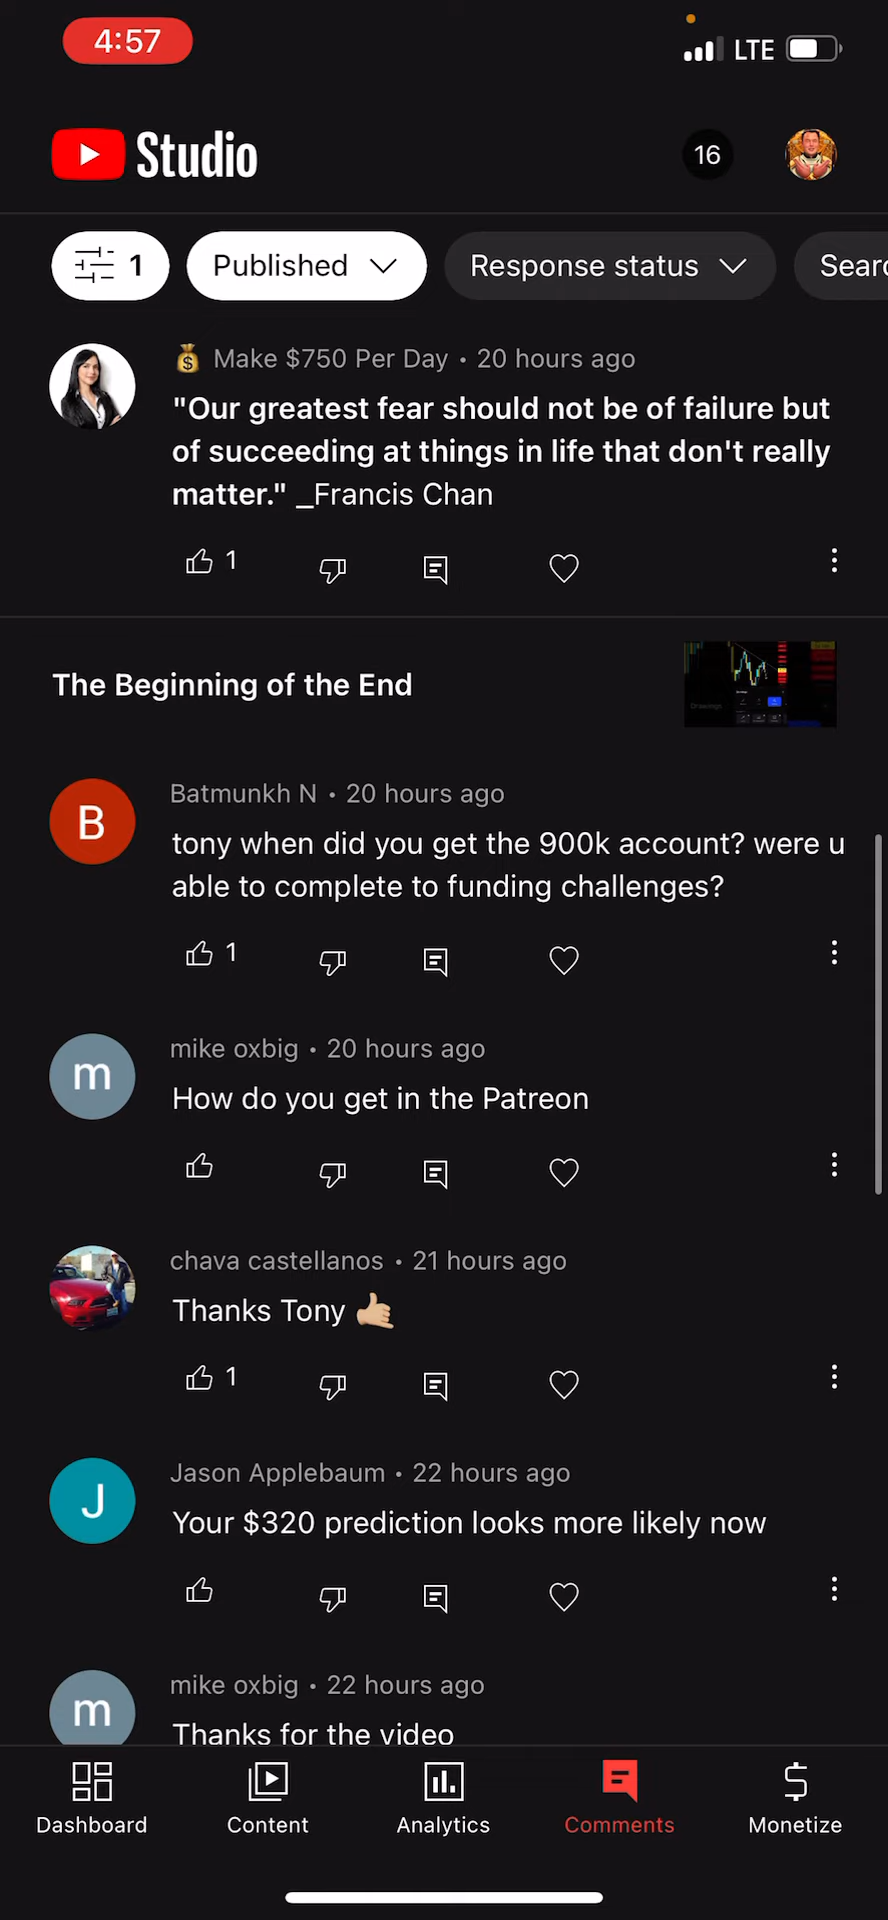 4:57
LTE
Studio
16
1
Published
Response status
Searc
💰 Make $750 Per Day • 20 hours ago
"Our greatest fear should not be of failure but
of succeeding at things in life that don't really
matter." _Francis Chan
1
The Beginning of the End
B
Batmunkh N • 20 hours ago
tony when did you get the 900k account? were u
able to complete to funding challenges?
1
m
mike oxbig • 20 hours ago
How do you get in the Patreon
chava castellanos • 21 hours ago
Thanks Tony 🤙🏼
1
J
Jason Applebaum • 22 hours ago
Your $320 prediction looks more likely now
m
mike oxbig • 22 hours ago
Thanks for the video
Dashboard
Content
Analytics
Comments
Monetize